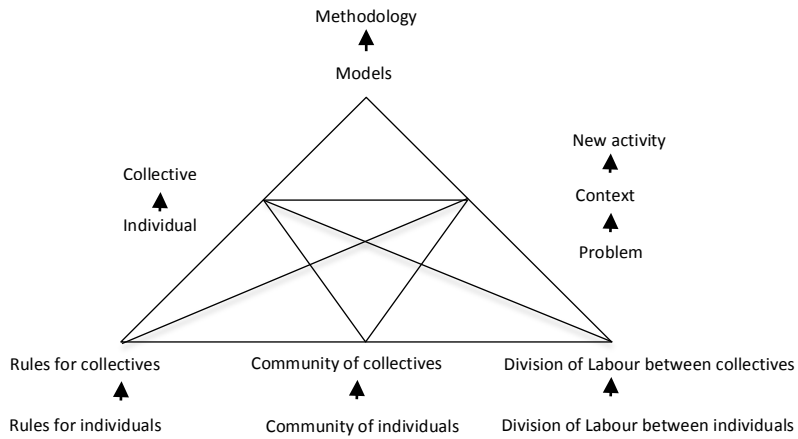 Methodology
Models
New activity
Collective
Context
Individual
Problem
Rules for collectives
Community of collectives
Division of Labour between collectives
Rules for individuals
Community of individuals
Division of Labour between individuals